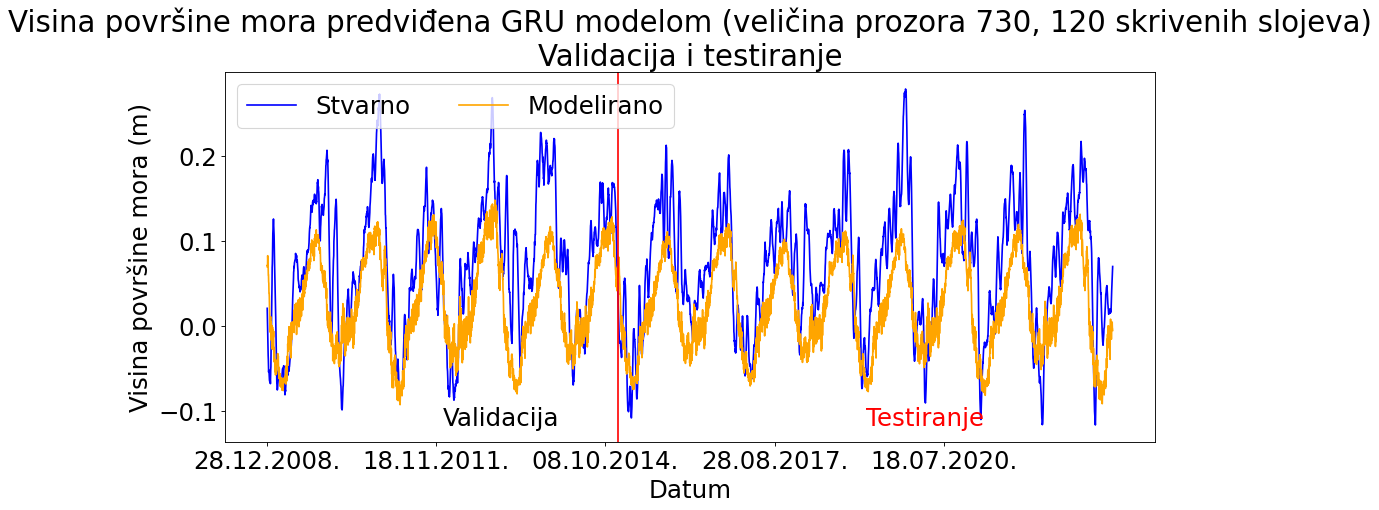 Visina površine mora predviđena GRU modelom (veličina prozora 730, 120 skrivenih slojeva)
Validacija i testiranje
Stvarno
Modelirano
Visina površine mora (m)
0.2
0.1
0.0
−0.1
Validacija
Testiranje
28.12.2008.
18.11.2011.
08.10.2014.
28.08.2017.
18.07.2020.
Datum